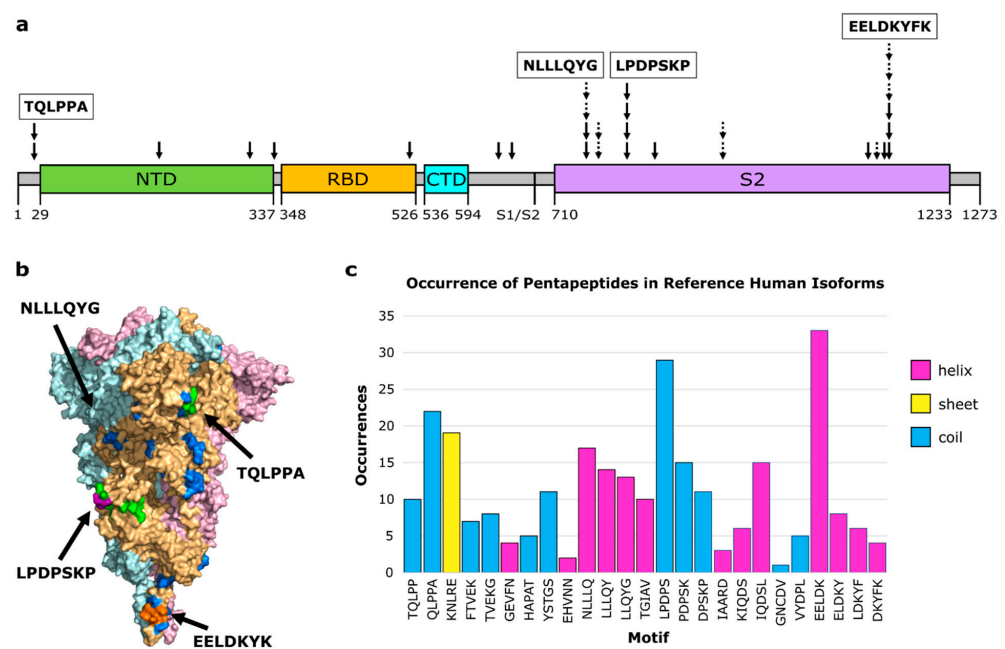 a
EELDKYFK
NLLLQYG LPDPSKP
TQLPPA
NTD RBD CTD S2
1 29 337 348 526 536 594 S1/S2 710 1233 1273
b
NLLLQYG
TQLPPA
LPDPSKP
EELDKYK
c
Occurrence of Pentapeptides in Reference Human Isoforms
Occurrences
35
30
25
20
15
10
5
0
TQLPP QLPPA KNLRE FTVEK TVEKG GEVFN HAPAT YSTGS EHVNN NLLLQ LLLQY LLQYG TGIAV LPDPS PDPSK DPSKP IAARD KIQDS IQDSL GNCDV VYDPL EELDK ELDKY LDKYF DKYFK
Motif
helix
sheet
coil